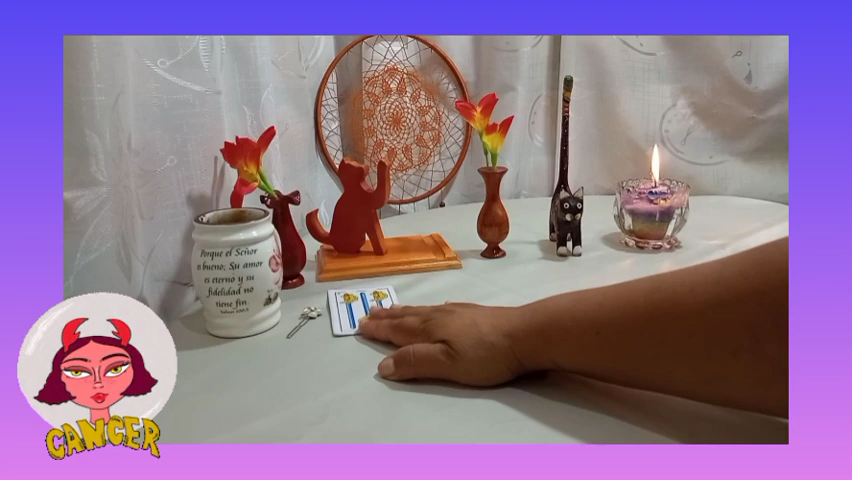 Porque el Señor
es bueno; Su amor
es eterno y su
fidelidad no
tiene fin.
CANCER